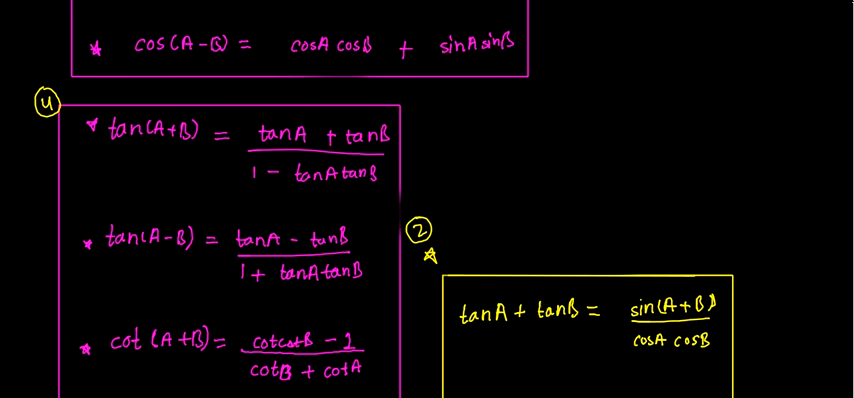 * cos(A-B) = cosA cosB + sinA sinB
4
* tan(A+B) = tanA + tanB / 1 - tanA tanB
* tan(A-B) = tanA - tanB / 1 + tanA tanB
* cot(A+B) = cotcotB - 1 / cotB + cotA
2
* tanA + tanB = sin(A+B) / cosA cosB